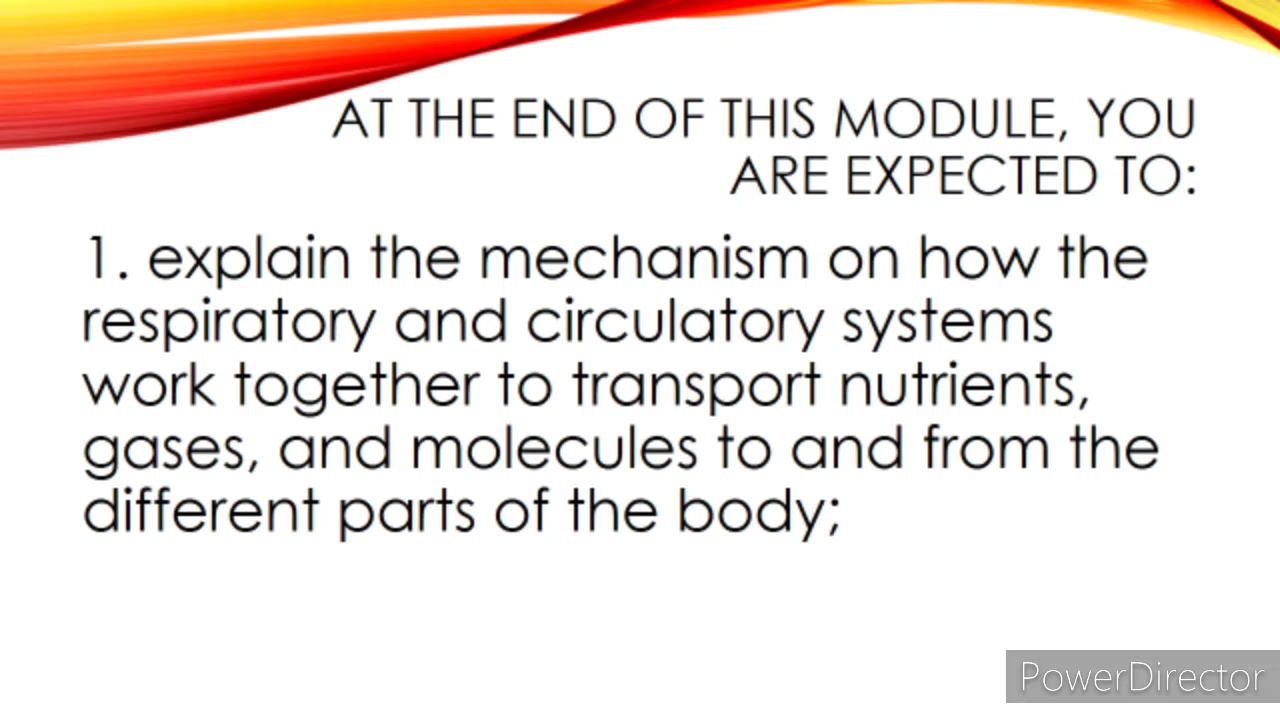 AT THE END OF THIS MODULE, YOU
ARE EXPECTED TO:
1. explain the mechanism on how the
respiratory and circulatory systems
work together to transport nutrients,
gases, and molecules to and from the
different parts of the body;
PowerDirector